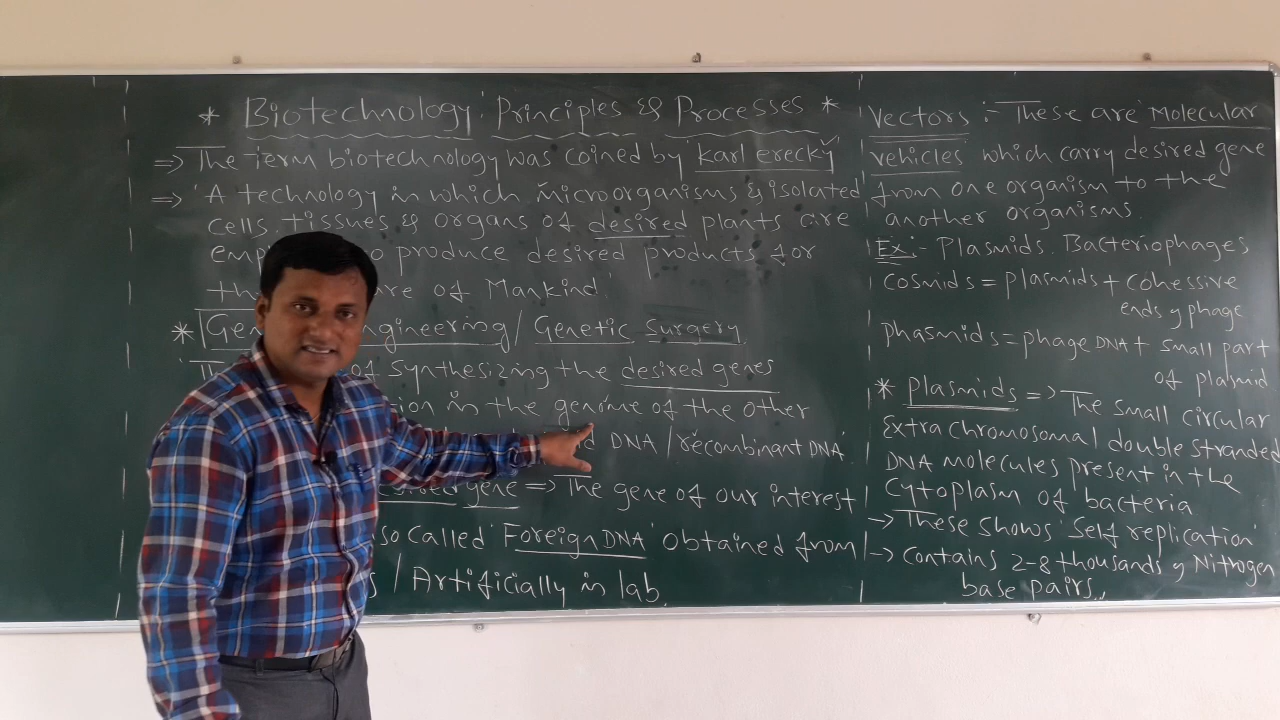 * Biotechnology: Principles & Processes *
=> The term biotechnology was coined by Karl erecky
=> 'A technology in which microorganisms & isolated
cells, tissues & organs of desired plants are
emp o produce desired products for
th re of Mankind.'
* Gen ngineering / Genetic Surgery
of synthesizing the desired genes
ion in the genome of the other
DNA / recombinant DNA.
desired gene => The gene of our interest
so called 'Foreign DNA' obtained from
s / Artificially in lab.
Vectors :- These are Molecular
vehicles which carry desired gene
from one organism to the
another organisms.
Ex:- Plasmids. Bacteriophages
cosmids = plasmids + cohessive
ends y phage
phasmids = phage DNA + small part
of plasmid
* plasmids => The small circular
Extra chromosomal double stranded
DNA molecules present in the
Cytoplasm of bacteria
-> These shows 'Self replication'
-> Contains 2-8 thousands y Nitrogen
base pairs.,